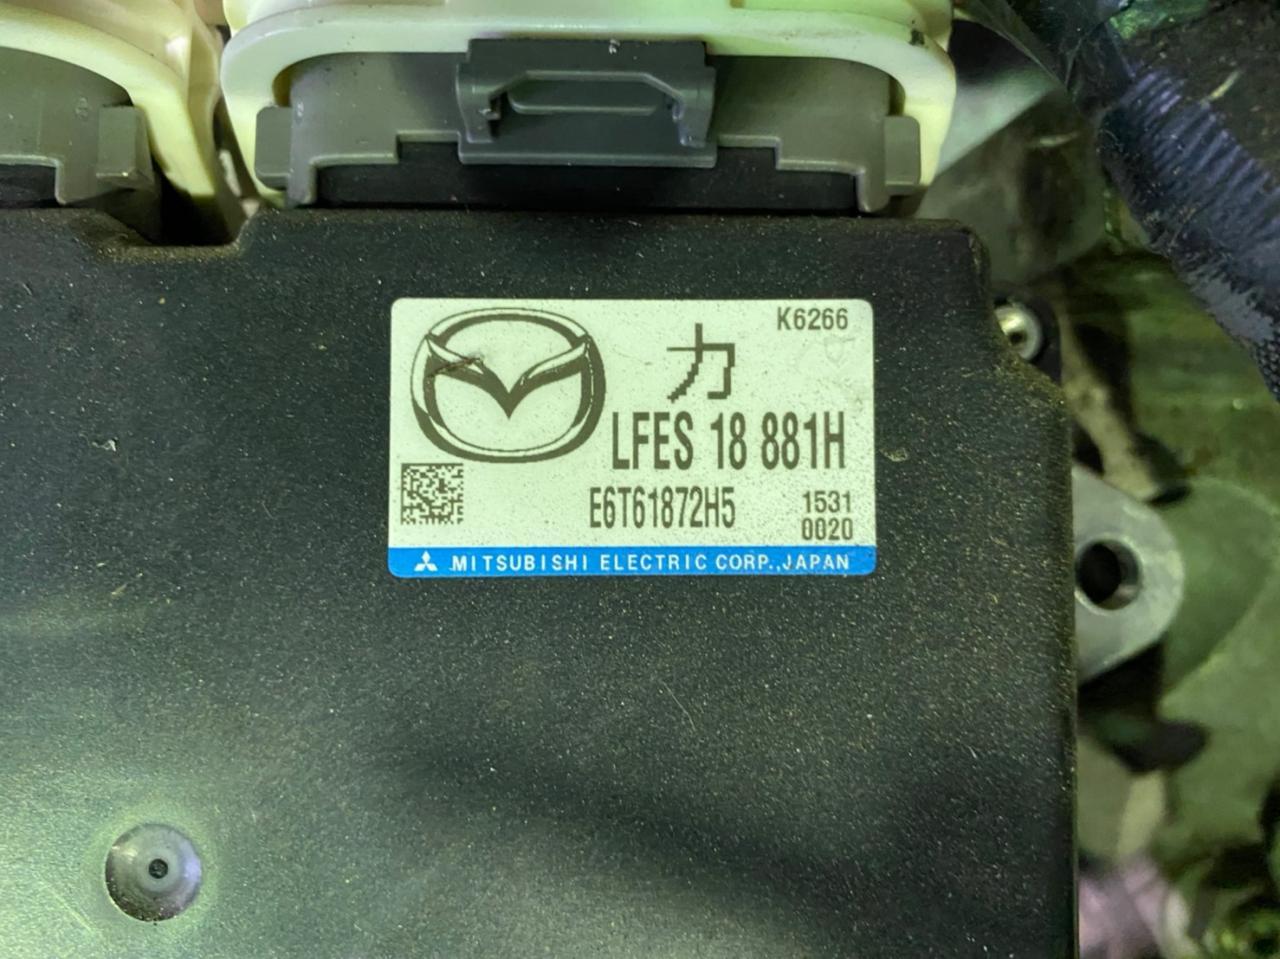 K6266
カ
LFES 18 881H
E6T61872H5 1531
0020
MITSUBISHI ELECTRIC CORP., JAPAN